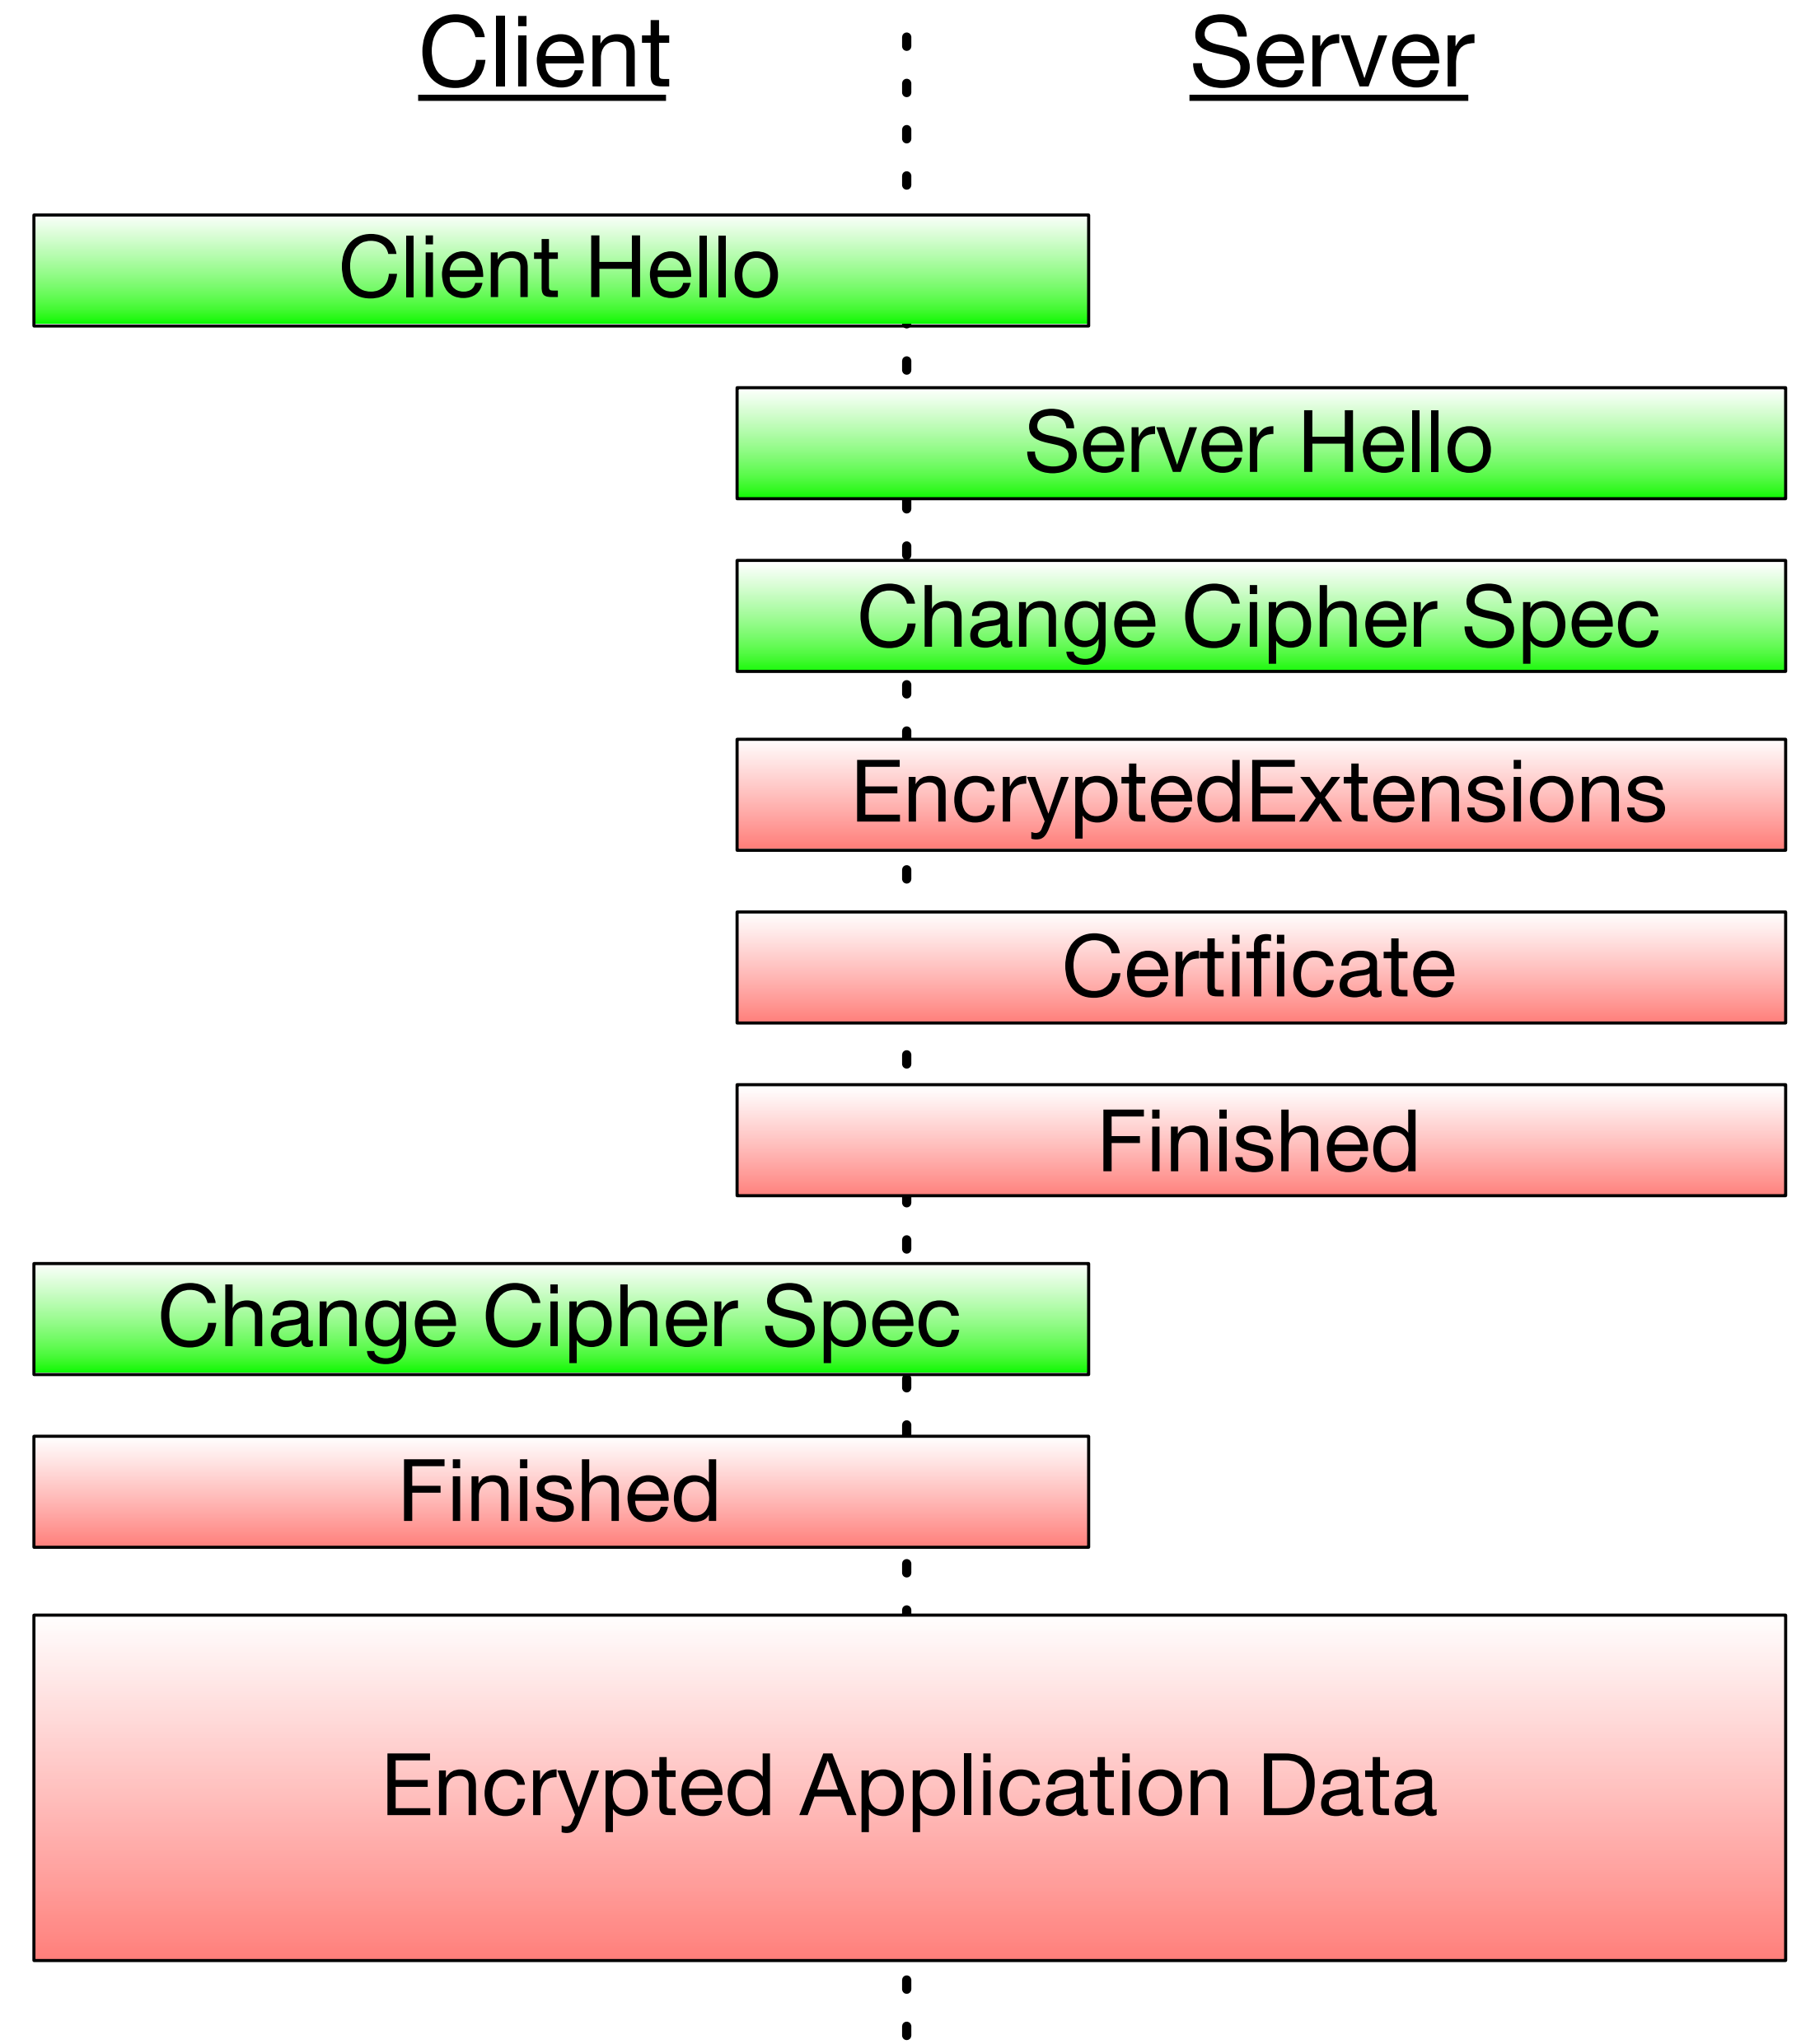 Client
Server
Client Hello
Server Hello
Change Cipher Spec
EncryptedExtensions
Certificate
Finished
Change Cipher Spec
Finished
Encrypted Application Data